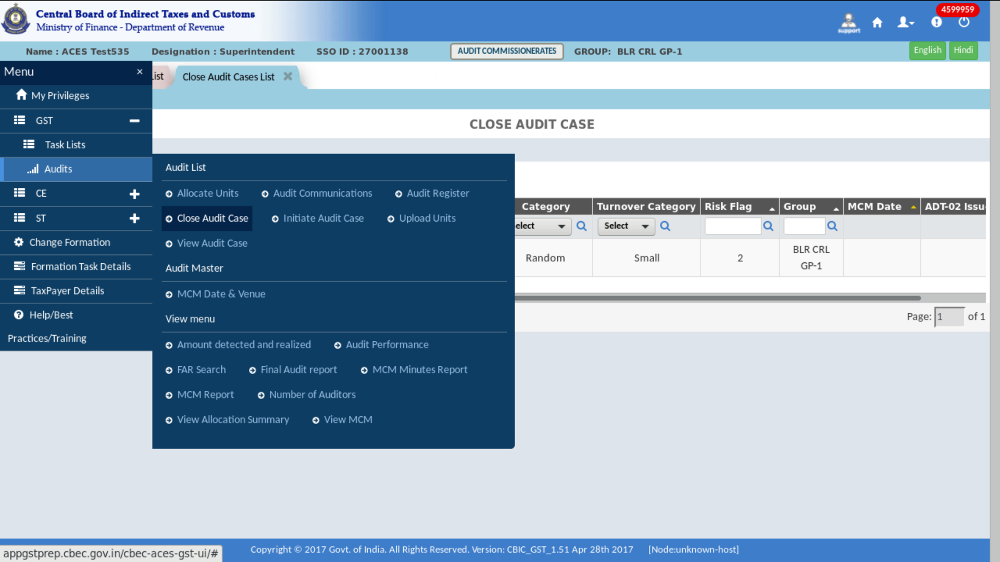 Central Board of Indirect Taxes and Customs
Ministry of Finance - Department of Revenue
support
4599959
Name : ACES Test535 Designation : Superintendent SSO ID : 27001138 AUDIT COMMISSIONERATES GROUP: BLR CRL GP-1 English Hindi
Menu ×
ist Close Audit Cases List
My Privileges
GST
CLOSE AUDIT CASE
Task Lists
Audits
CE
ST
Change Formation
Formation Task Details
TaxPayer Details
Help/Best
Practices/Training
Audit List
Allocate Units Audit Communications Audit Register
Close Audit Case Initiate Audit Case Upload Units
View Audit Case
Audit Master
MCM Date & Venue
View menu
Amount detected and realized Audit Performance
FAR Search Final Audit report MCM Minutes Report
MCM Report Number of Auditors
View Allocation Summary View MCM
Category Turnover Category Risk Flag Group MCM Date ADT-02 Issu
elect Select
Random Small 2 BLR CRL
GP-1
Page: 1 of 1
Copyright © 2017 Govt. of India. All Rights Reserved. Version: CBIC_GST_1.51 Apr 28th 2017 [Node:unknown-host]
appgstprep.cbec.gov.in/cbec-aces-gst-ui/#